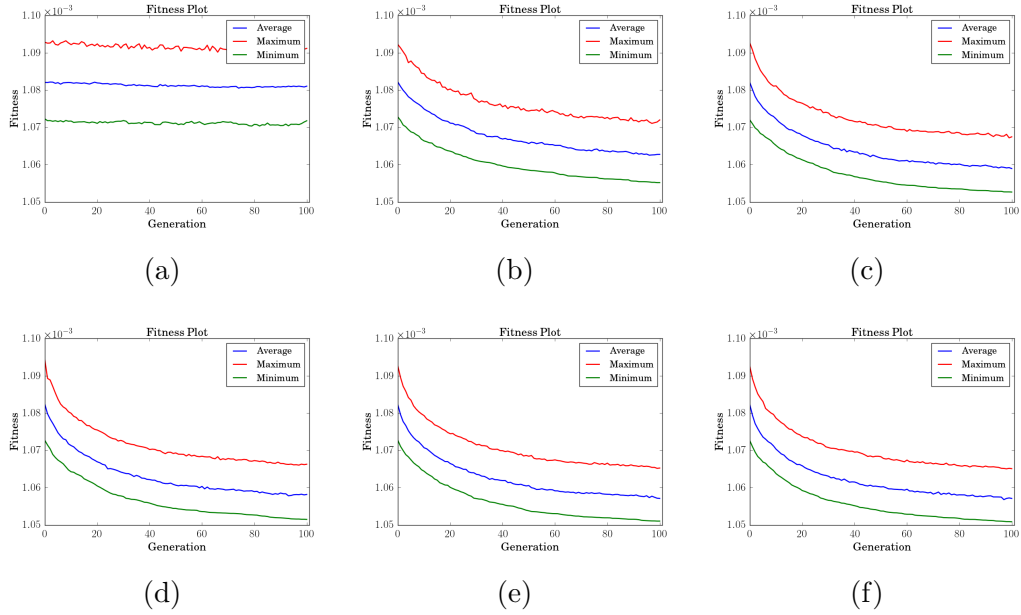 Fitness Plot
×10⁻³
1.10
1.09
1.08
1.07
1.06
1.05
Fitness
0 20 40 60 80 100
Generation
Average
Maximum
Minimum
(a)
Fitness Plot
×10⁻³
1.10
1.09
1.08
1.07
1.06
1.05
Fitness
0 20 40 60 80 100
Generation
Average
Maximum
Minimum
(b)
Fitness Plot
×10⁻³
1.10
1.09
1.08
1.07
1.06
1.05
Fitness
0 20 40 60 80 100
Generation
Average
Maximum
Minimum
(c)
Fitness Plot
×10⁻³
1.10
1.09
1.08
1.07
1.06
1.05
Fitness
0 20 40 60 80 100
Generation
Average
Maximum
Minimum
(d)
Fitness Plot
×10⁻³
1.10
1.09
1.08
1.07
1.06
1.05
Fitness
0 20 40 60 80 100
Generation
Average
Maximum
Minimum
(e)
Fitness Plot
×10⁻³
1.10
1.09
1.08
1.07
1.06
1.05
Fitness
0 20 40 60 80 100
Generation
Average
Maximum
Minimum
(f)